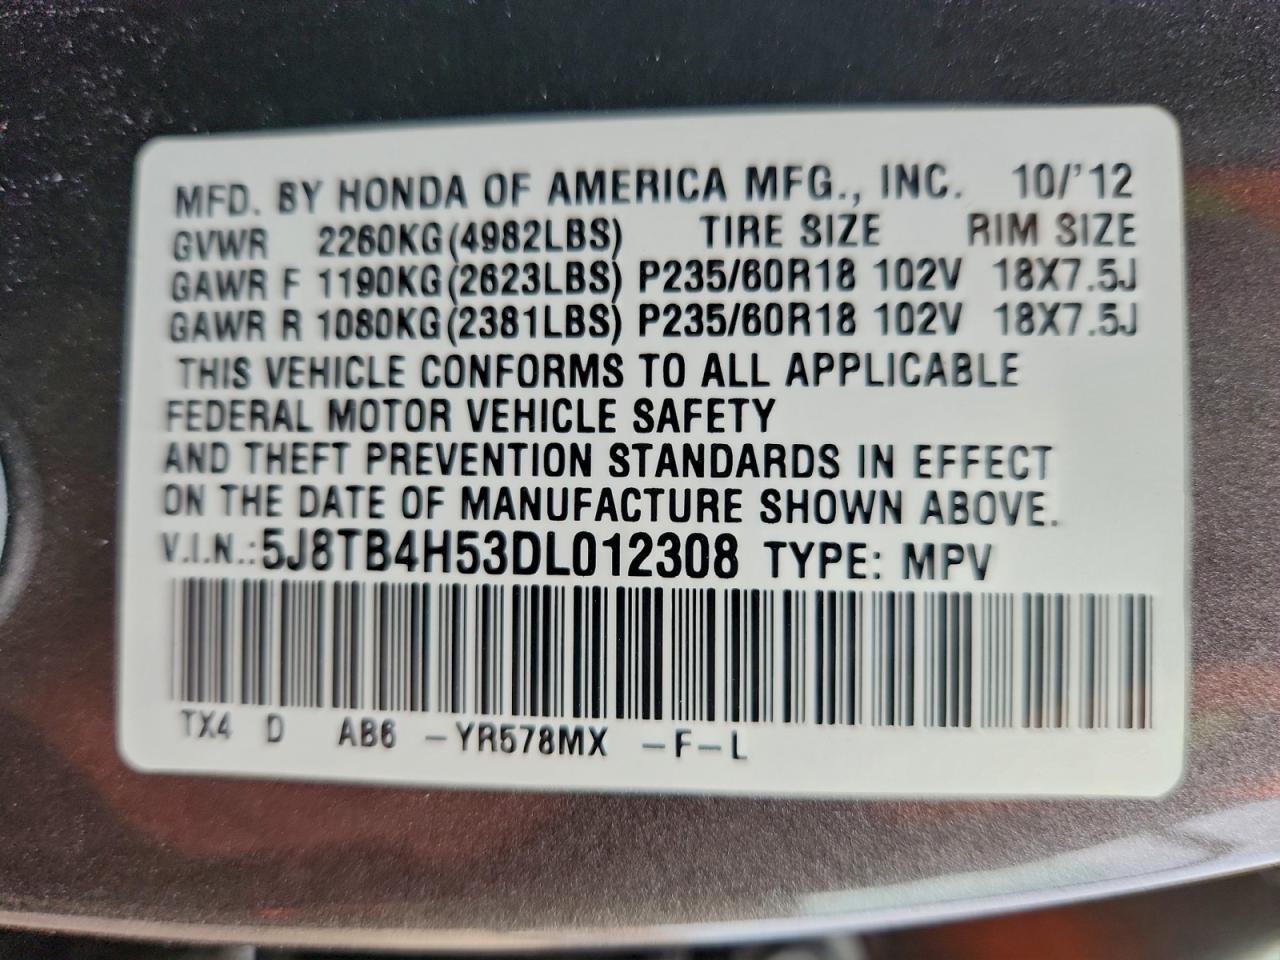 MFD. BY HONDA OF AMERICA MFG., INC. 10/'12
GVWR 2260KG(4982LBS) TIRE SIZE RIM SIZE
GAWR F 1190KG(2623LBS) P235/60R18 102V 18X7.5J
GAWR R 1080KG(2381LBS) P235/60R18 102V 18X7.5J
THIS VEHICLE CONFORMS TO ALL APPLICABLE
FEDERAL MOTOR VEHICLE SAFETY
AND THEFT PREVENTION STANDARDS IN EFFECT
ON THE DATE OF MANUFACTURE SHOWN ABOVE.
V.I.N.:5J8TB4H53DL012308 TYPE: MPV
TX4 D AB6 -YR578MX -F-L